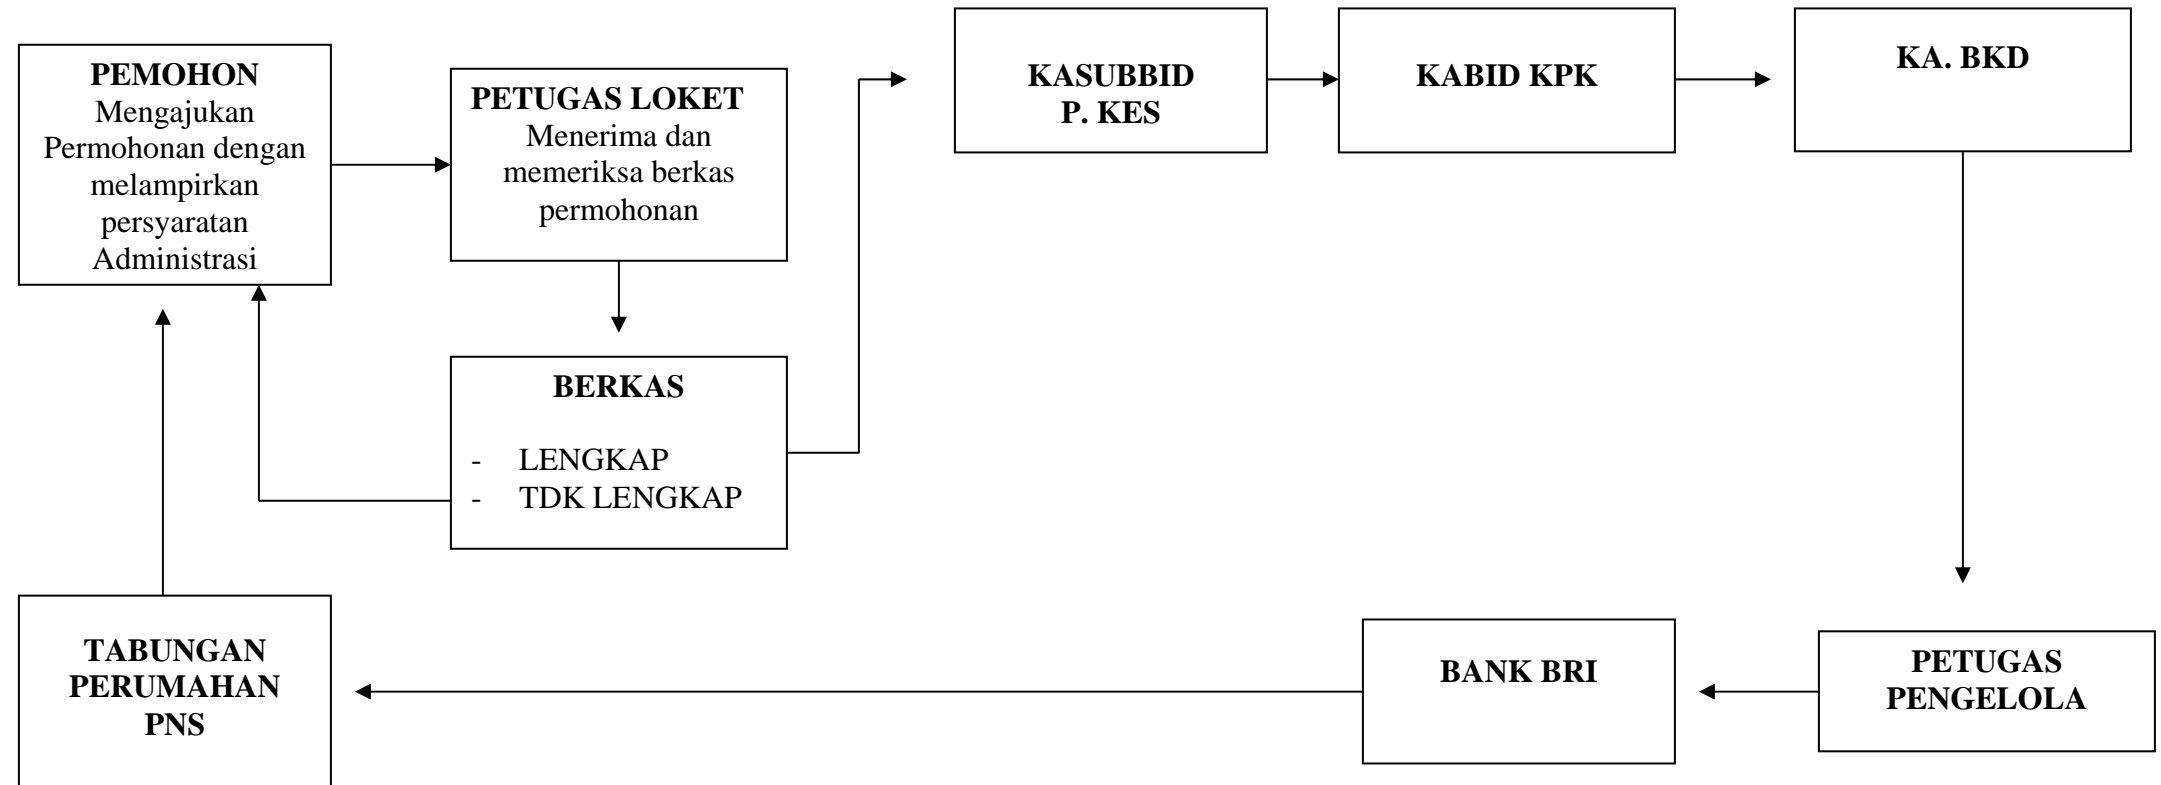 PEMOHON
Mengajukan
Permohonan dengan
melampirkan
persyaratan
Administrasi
PETUGAS LOKET
Menerima dan
memeriksa berkas
permohonan
BERKAS
- LENGKAP
- TDK LENGKAP
KASUBBID
P. KES
KABID KPK
KA. BKD
PETUGAS
PENGELOLA
BANK BRI
TABUNGAN
PERUMAHAN
PNS